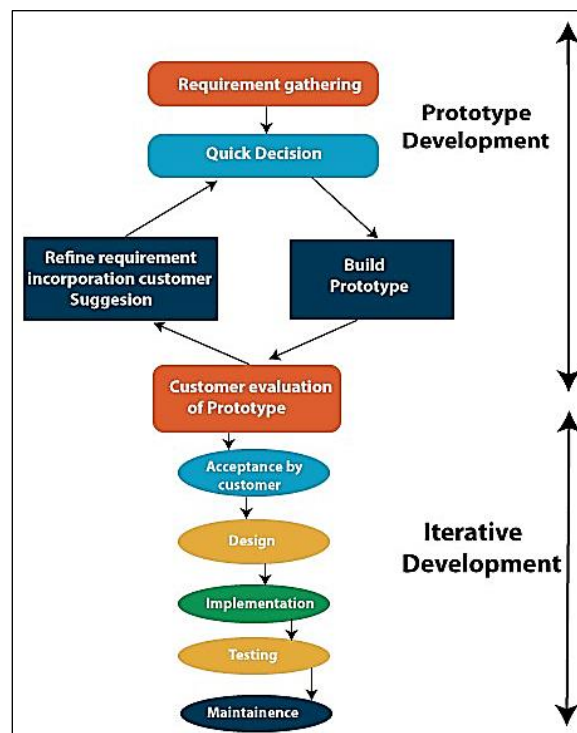 Requirement gathering
Prototype
Development
Quick Decision
Refine requirement
incorporation customer
Suggesion
Build
Prototype
Customer evaluation
of Prototype
Acceptance by
customer
Design
Iterative
Development
Implementation
Testing
Maintainence